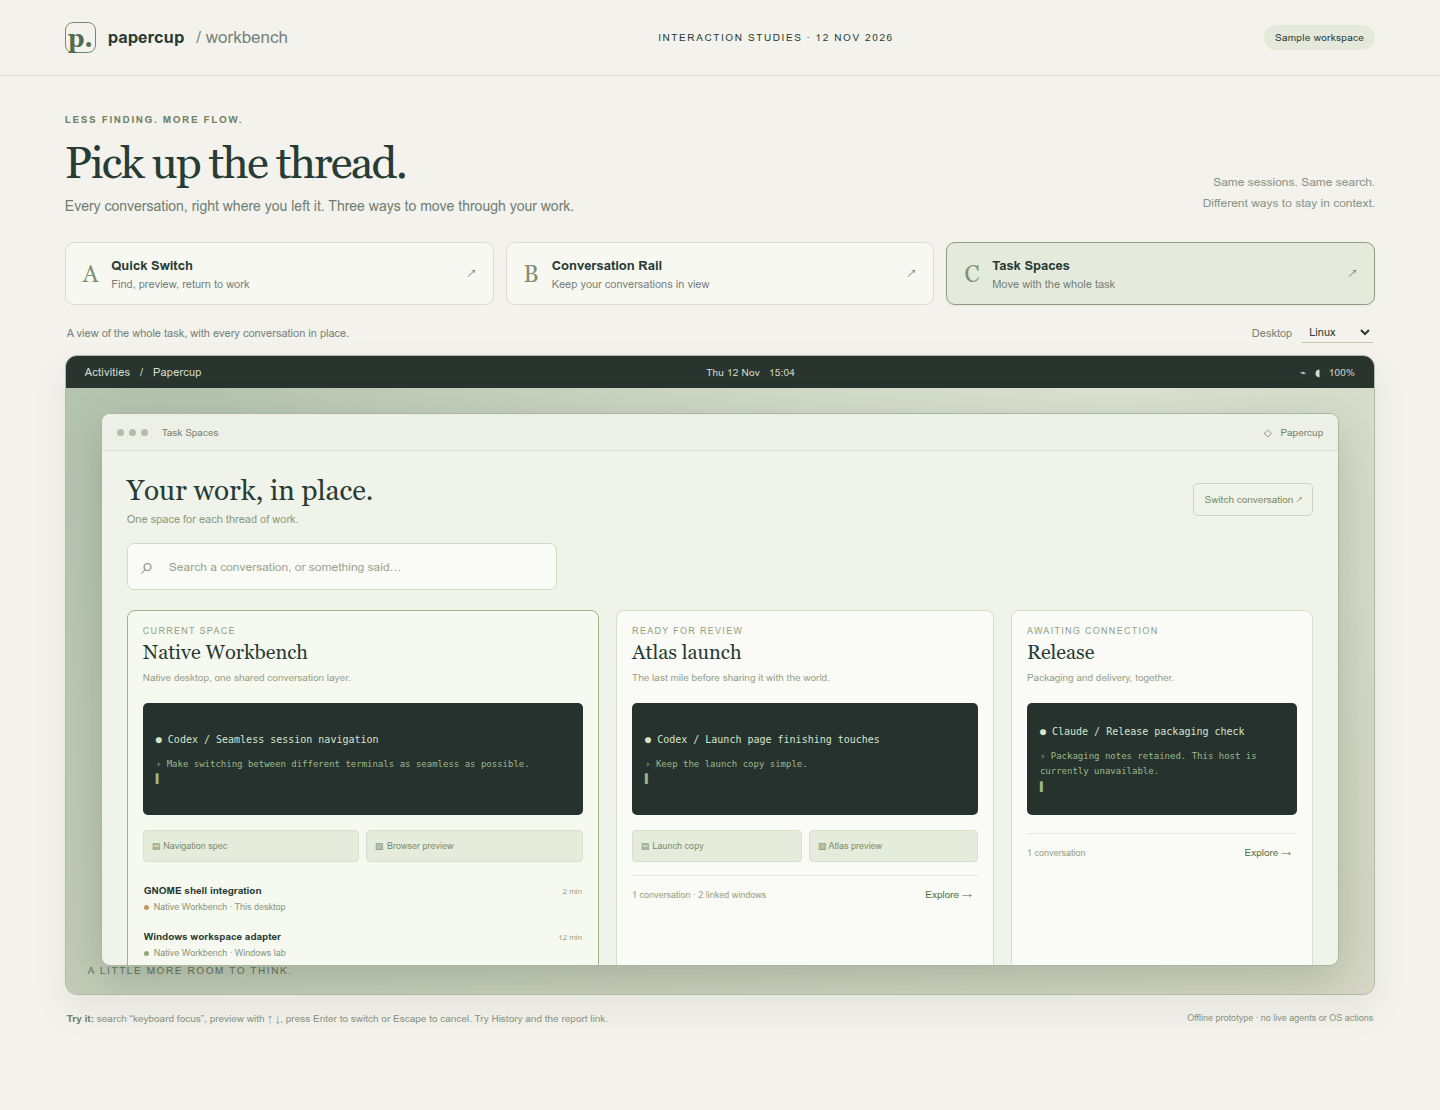 p. papercup / workbench
INTERACTION STUDIES · 12 NOV 2026
Sample workspace
LESS FINDING. MORE FLOW.
Pick up the thread.
Every conversation, right where you left it. Three ways to move through your work.
Same sessions. Same search.
Different ways to stay in context.
A
Quick Switch
Find, preview, return to work
↗
B
Conversation Rail
Keep your conversations in view
↗
C
Task Spaces
Move with the whole task
↗
A view of the whole task, with every conversation in place.
Desktop
Linux
Activities / Papercup
Thu 12 Nov 15:04
100%
Task Spaces
◇ Papercup
Your work, in place.
One space for each thread of work.
Switch conversation ↗
Search a conversation, or something said…
CURRENT SPACE
Native Workbench
Native desktop, one shared conversation layer.
● Codex / Seamless session navigation
› Make switching between different terminals as seamless as possible.
Navigation spec
Browser preview
GNOME shell integration
2 min
Native Workbench · This desktop
Windows workspace adapter
12 min
Native Workbench · Windows lab
READY FOR REVIEW
Atlas launch
The last mile before sharing it with the world.
● Codex / Launch page finishing touches
› Keep the launch copy simple.
Launch copy
Atlas preview
1 conversation · 2 linked windows
Explore →
AWAITING CONNECTION
Release
Packaging and delivery, together.
● Claude / Release packaging check
› Packaging notes retained. This host is
currently unavailable.
1 conversation
Explore →
A LITTLE MORE ROOM TO THINK.
Try it: search “keyboard focus”, preview with ↑ ↓, press Enter to switch or Escape to cancel. Try History and the report link.
Offline prototype · no live agents or OS actions